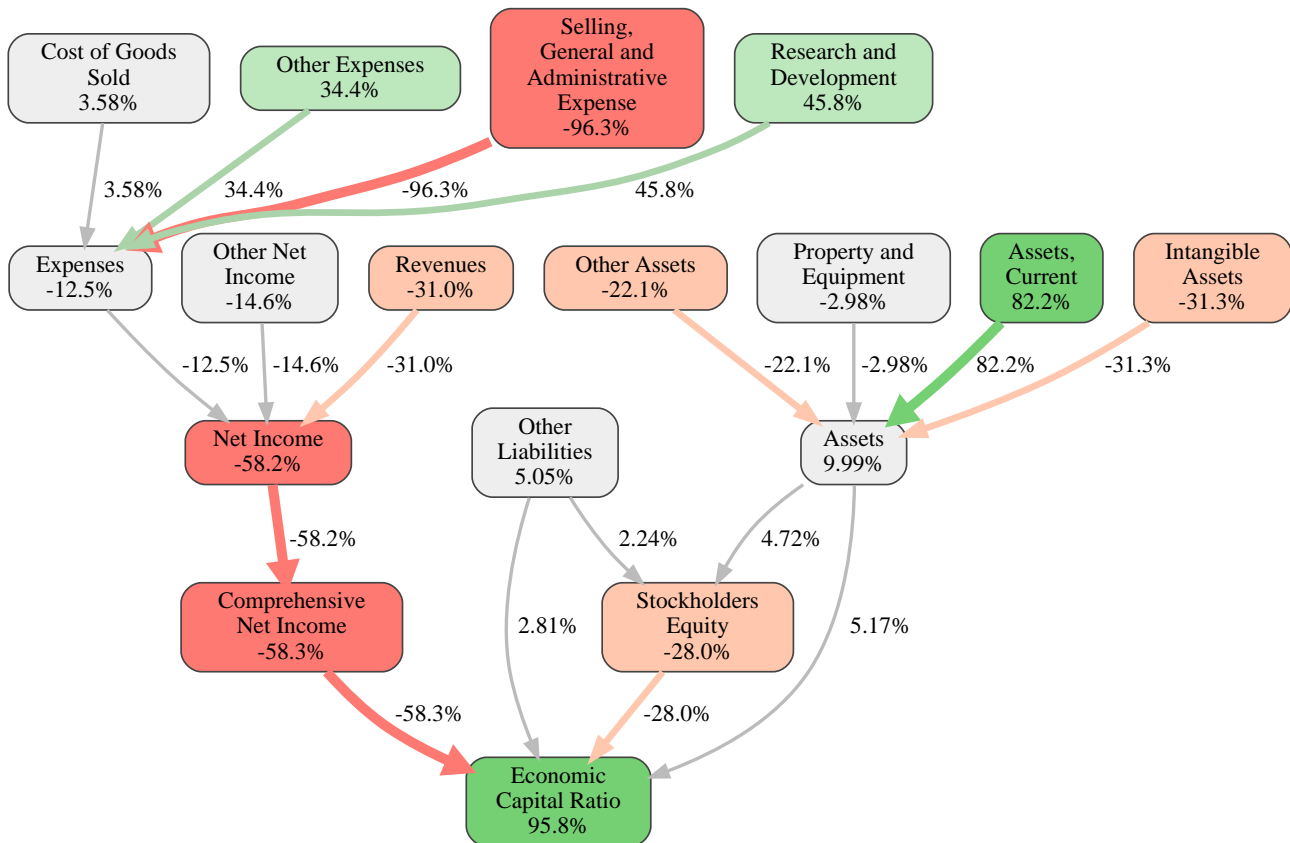 Cost of Goods
Sold
3.58%
Other Expenses
34.4%
Selling,
General and
Administrative
Expense
-96.3%
Research and
Development
45.8%
3.58%
34.4%
-96.3%
45.8%
Expenses
-12.5%
Other Net
Income
-14.6%
Revenues
-31.0%
Other Assets
-22.1%
Property and
Equipment
-2.98%
Assets,
Current
82.2%
Intangible
Assets
-31.3%
-12.5%
-14.6%
-31.0%
-22.1%
-2.98%
82.2%
-31.3%
Net Income
-58.2%
Other
Liabilities
5.05%
Assets
9.99%
-58.2%
2.24%
4.72%
Comprehensive
Net Income
-58.3%
2.81%
Stockholders
Equity
-28.0%
5.17%
-58.3%
-28.0%
Economic
Capital Ratio
95.8%